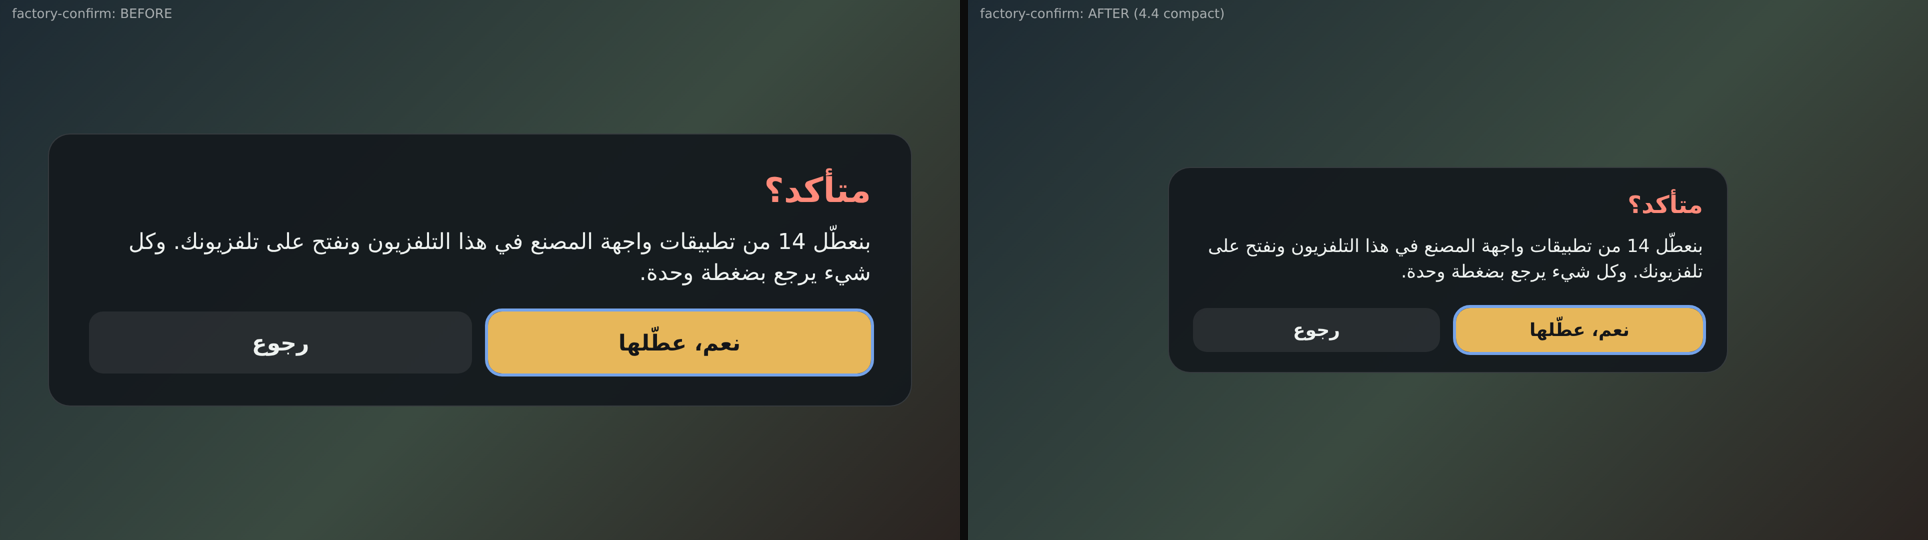 factory-confirm: BEFORE
متأكد؟
بنعطّل 14 من تطبيقات واجهة المصنع في هذا التلفزيون ونفتح على تلفزيونك. وكل
شيء يرجع بضغطة وحدة.
نعم، عطّلها
رجوع
factory-confirm: AFTER (4.4 compact)
متأكد؟
بنعطّل 14 من تطبيقات واجهة المصنع في هذا التلفزيون ونفتح على
تلفزيونك. وكل شيء يرجع بضغطة وحدة.
نعم، عطّلها
رجوع